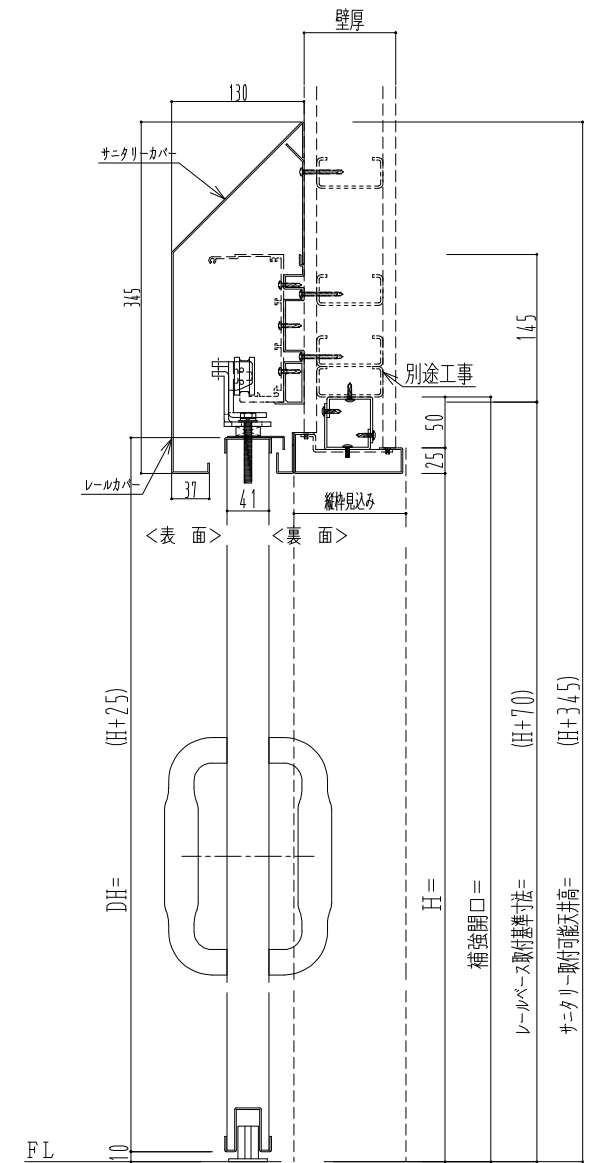 壁厚
130
サニタリーカバー
345
145
別途工事
50
25
レールカバー
37
41
縦枠見込み
＜表　面＞
＜裏　面＞
(H+25)
(H+70)
(H+345)
DH=
H=
補強開口=
レールベース取付基準寸法=
サニタリー取付可能天井高=
10
FL